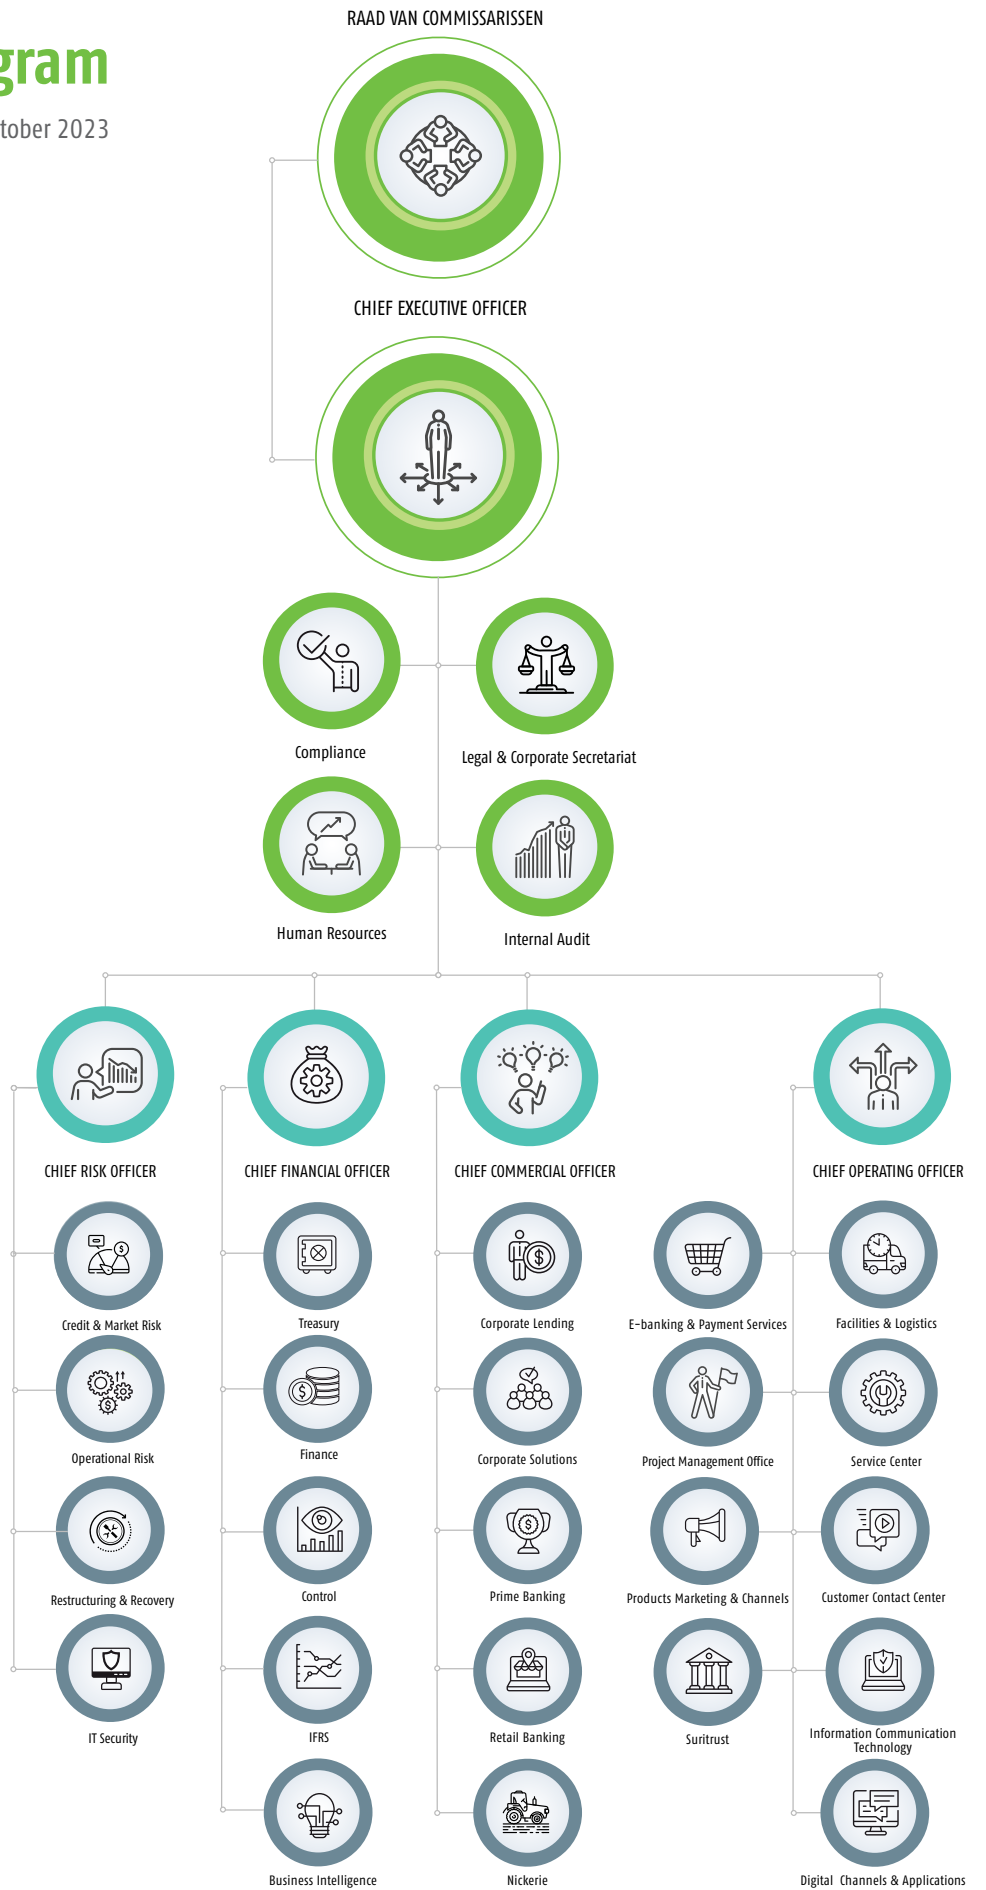 RAAD VAN COMMISSARISSEN
gram
tober 2023
CHIEF EXECUTIVE OFFICER
Compliance
Legal & Corporate Secretariat
Human Resources
Internal Audit
CHIEF RISK OFFICER
CHIEF FINANCIAL OFFICER
CHIEF COMMERCIAL OFFICER
CHIEF OPERATING OFFICER
Credit & Market Risk
Treasury
Corporate Lending
E-banking & Payment Services
Facilities & Logistics
Operational Risk
Finance
Corporate Solutions
Project Management Office
Service Center
Restructuring & Recovery
Control
Prime Banking
Products Marketing & Channels
Customer Contact Center
IT Security
IFRS
Retail Banking
Suritrust
Information Communication
Technology
Business Intelligence
Nickerie
Digital Channels & Applications